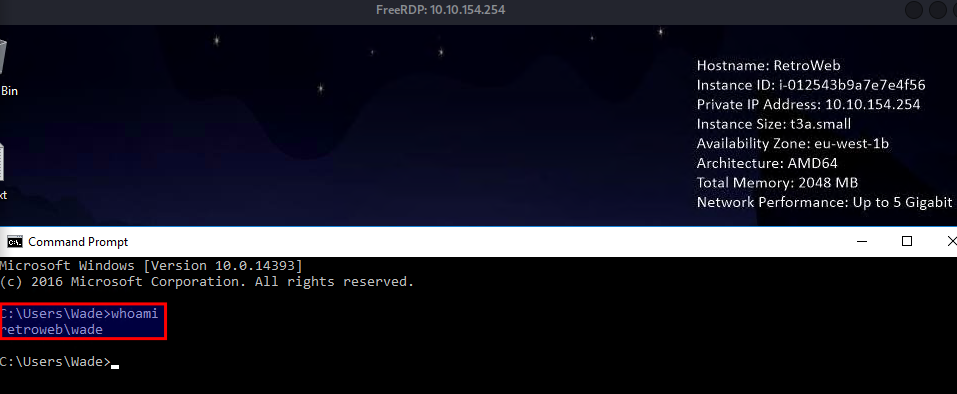 FreeRDP: 10.10.154.254
Bin
xt
Hostname: RetroWeb
Instance ID: i-012543b9a7e7e4f56
Private IP Address: 10.10.154.254
Instance Size: t3a.small
Availability Zone: eu-west-1b
Architecture: AMD64
Total Memory: 2048 MB
Network Performance: Up to 5 Gigabit
Command Prompt
Microsoft Windows [Version 10.0.14393]
(c) 2016 Microsoft Corporation. All rights reserved.
C:\Users\Wade>whoami
retroweb\wade
C:\Users\Wade>